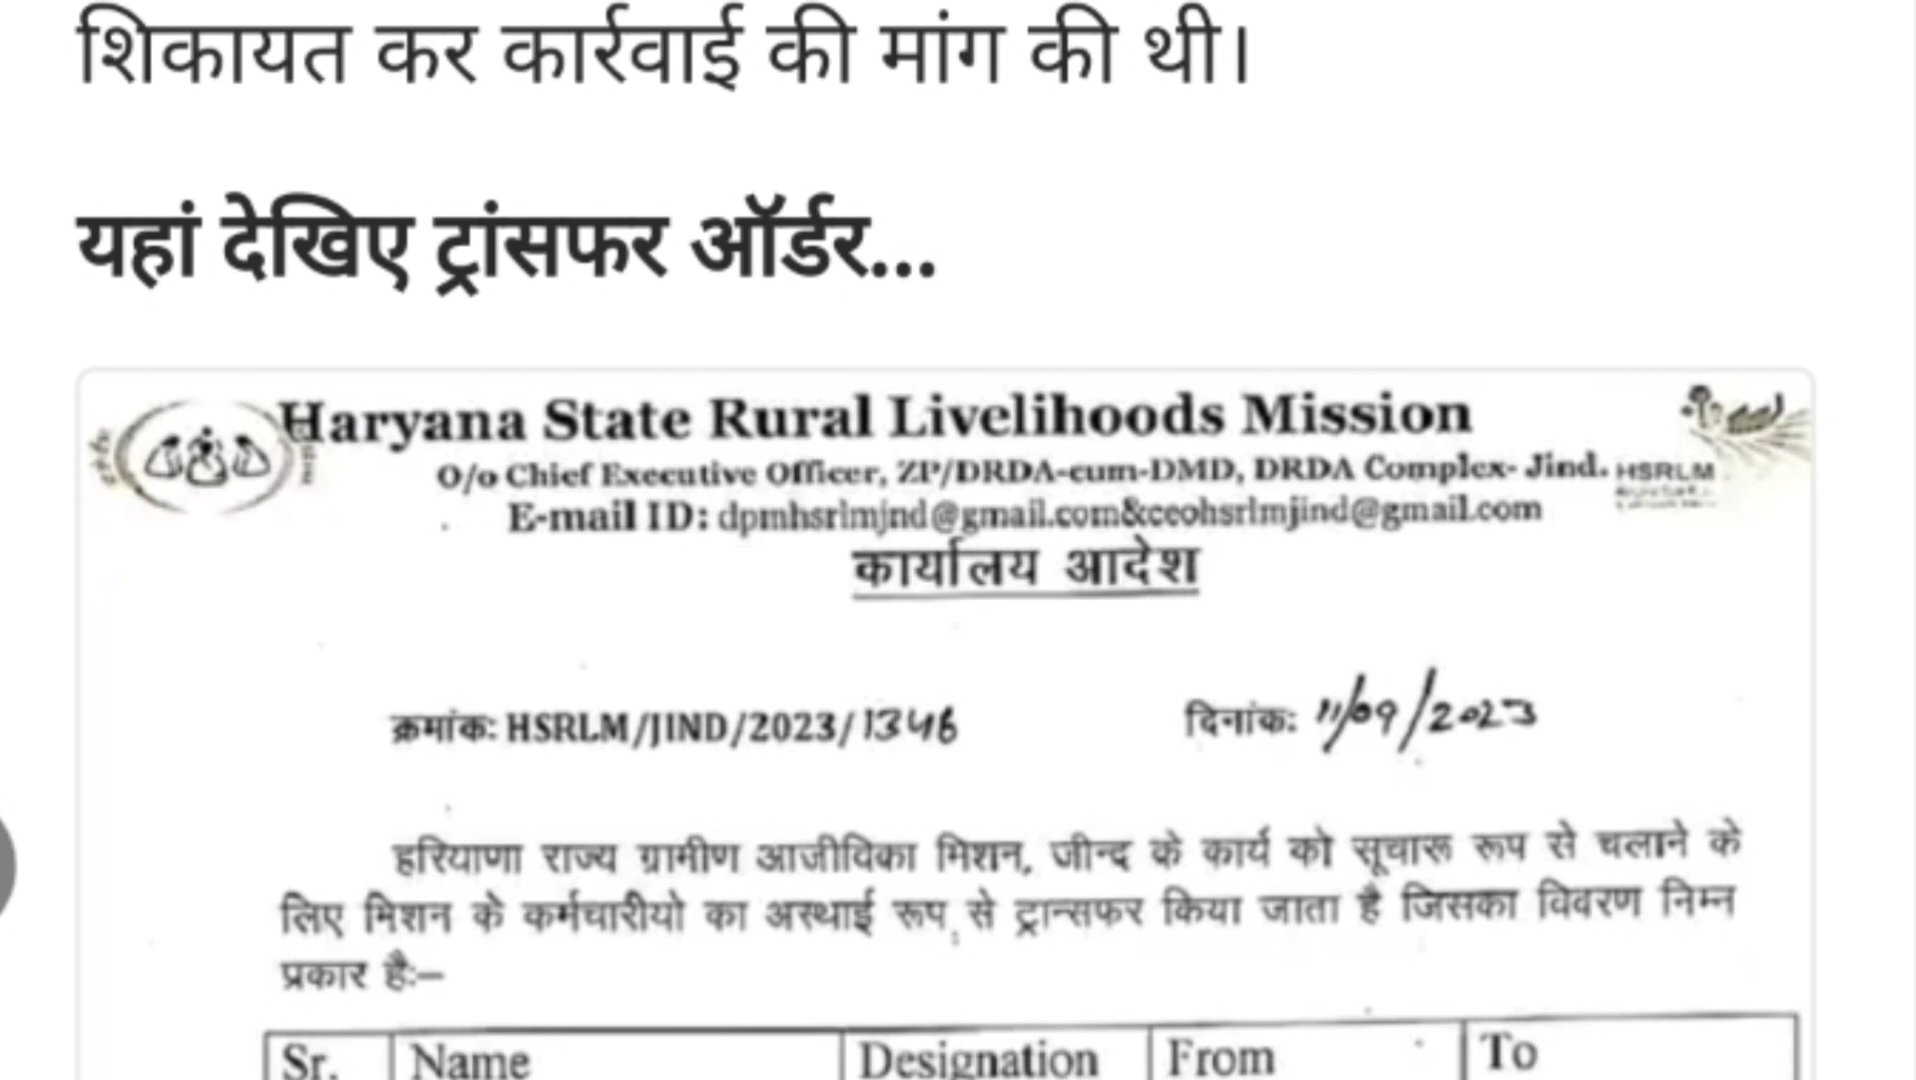 शिकायत कर कार्रवाई की मांग की थी।
यहां देखिए ट्रांसफर ऑर्डर...
Haryana State Rural Livelihoods Mission
O/o Chief Executive Officer, ZP/DRDA-cum-DMD, DRDA Complex- Jind.
HSRLM
E-mail ID: dpmhsrlmjnd@gmail.com&ceohsrlmjind@gmail.com
कार्यालय आदेश
क्रमांक: HSRLM/JIND/2023/1346 दिनांक: 11/09/2023
हरियाणा राज्य ग्रामीण आजीविका मिशन, जीन्द के कार्य को सूचारू रूप से चलाने के
लिए मिशन के कर्मचारीयो का अस्थाई रूप से ट्रान्सफर किया जाता है जिसका विवरण निम्न
प्रकार है:–
Sr. Name Designation From To